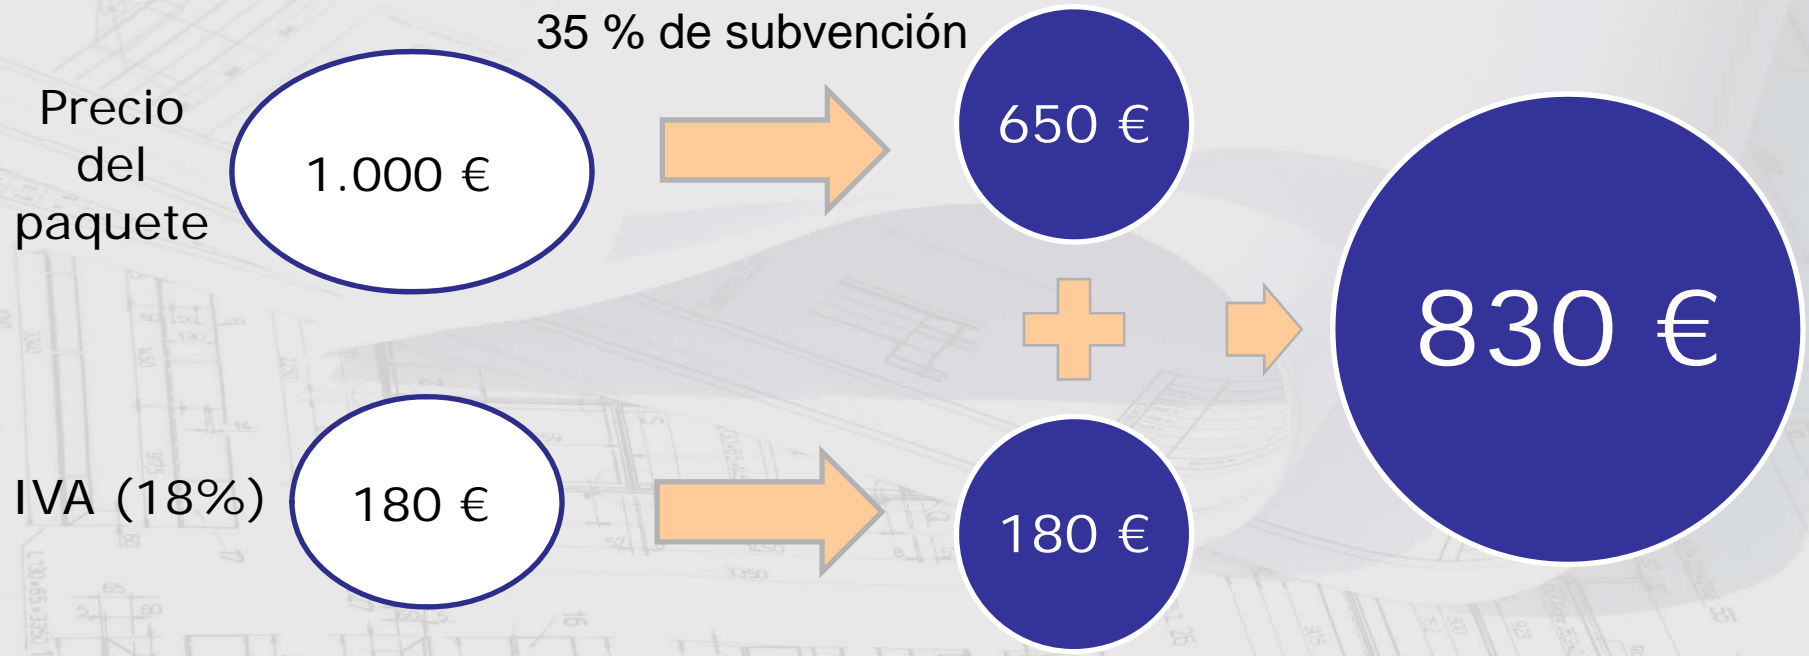 35 % de subvención
Precio
del
paquete
1.000 €
650 €
830 €
IVA (18%)
180 €
180 €